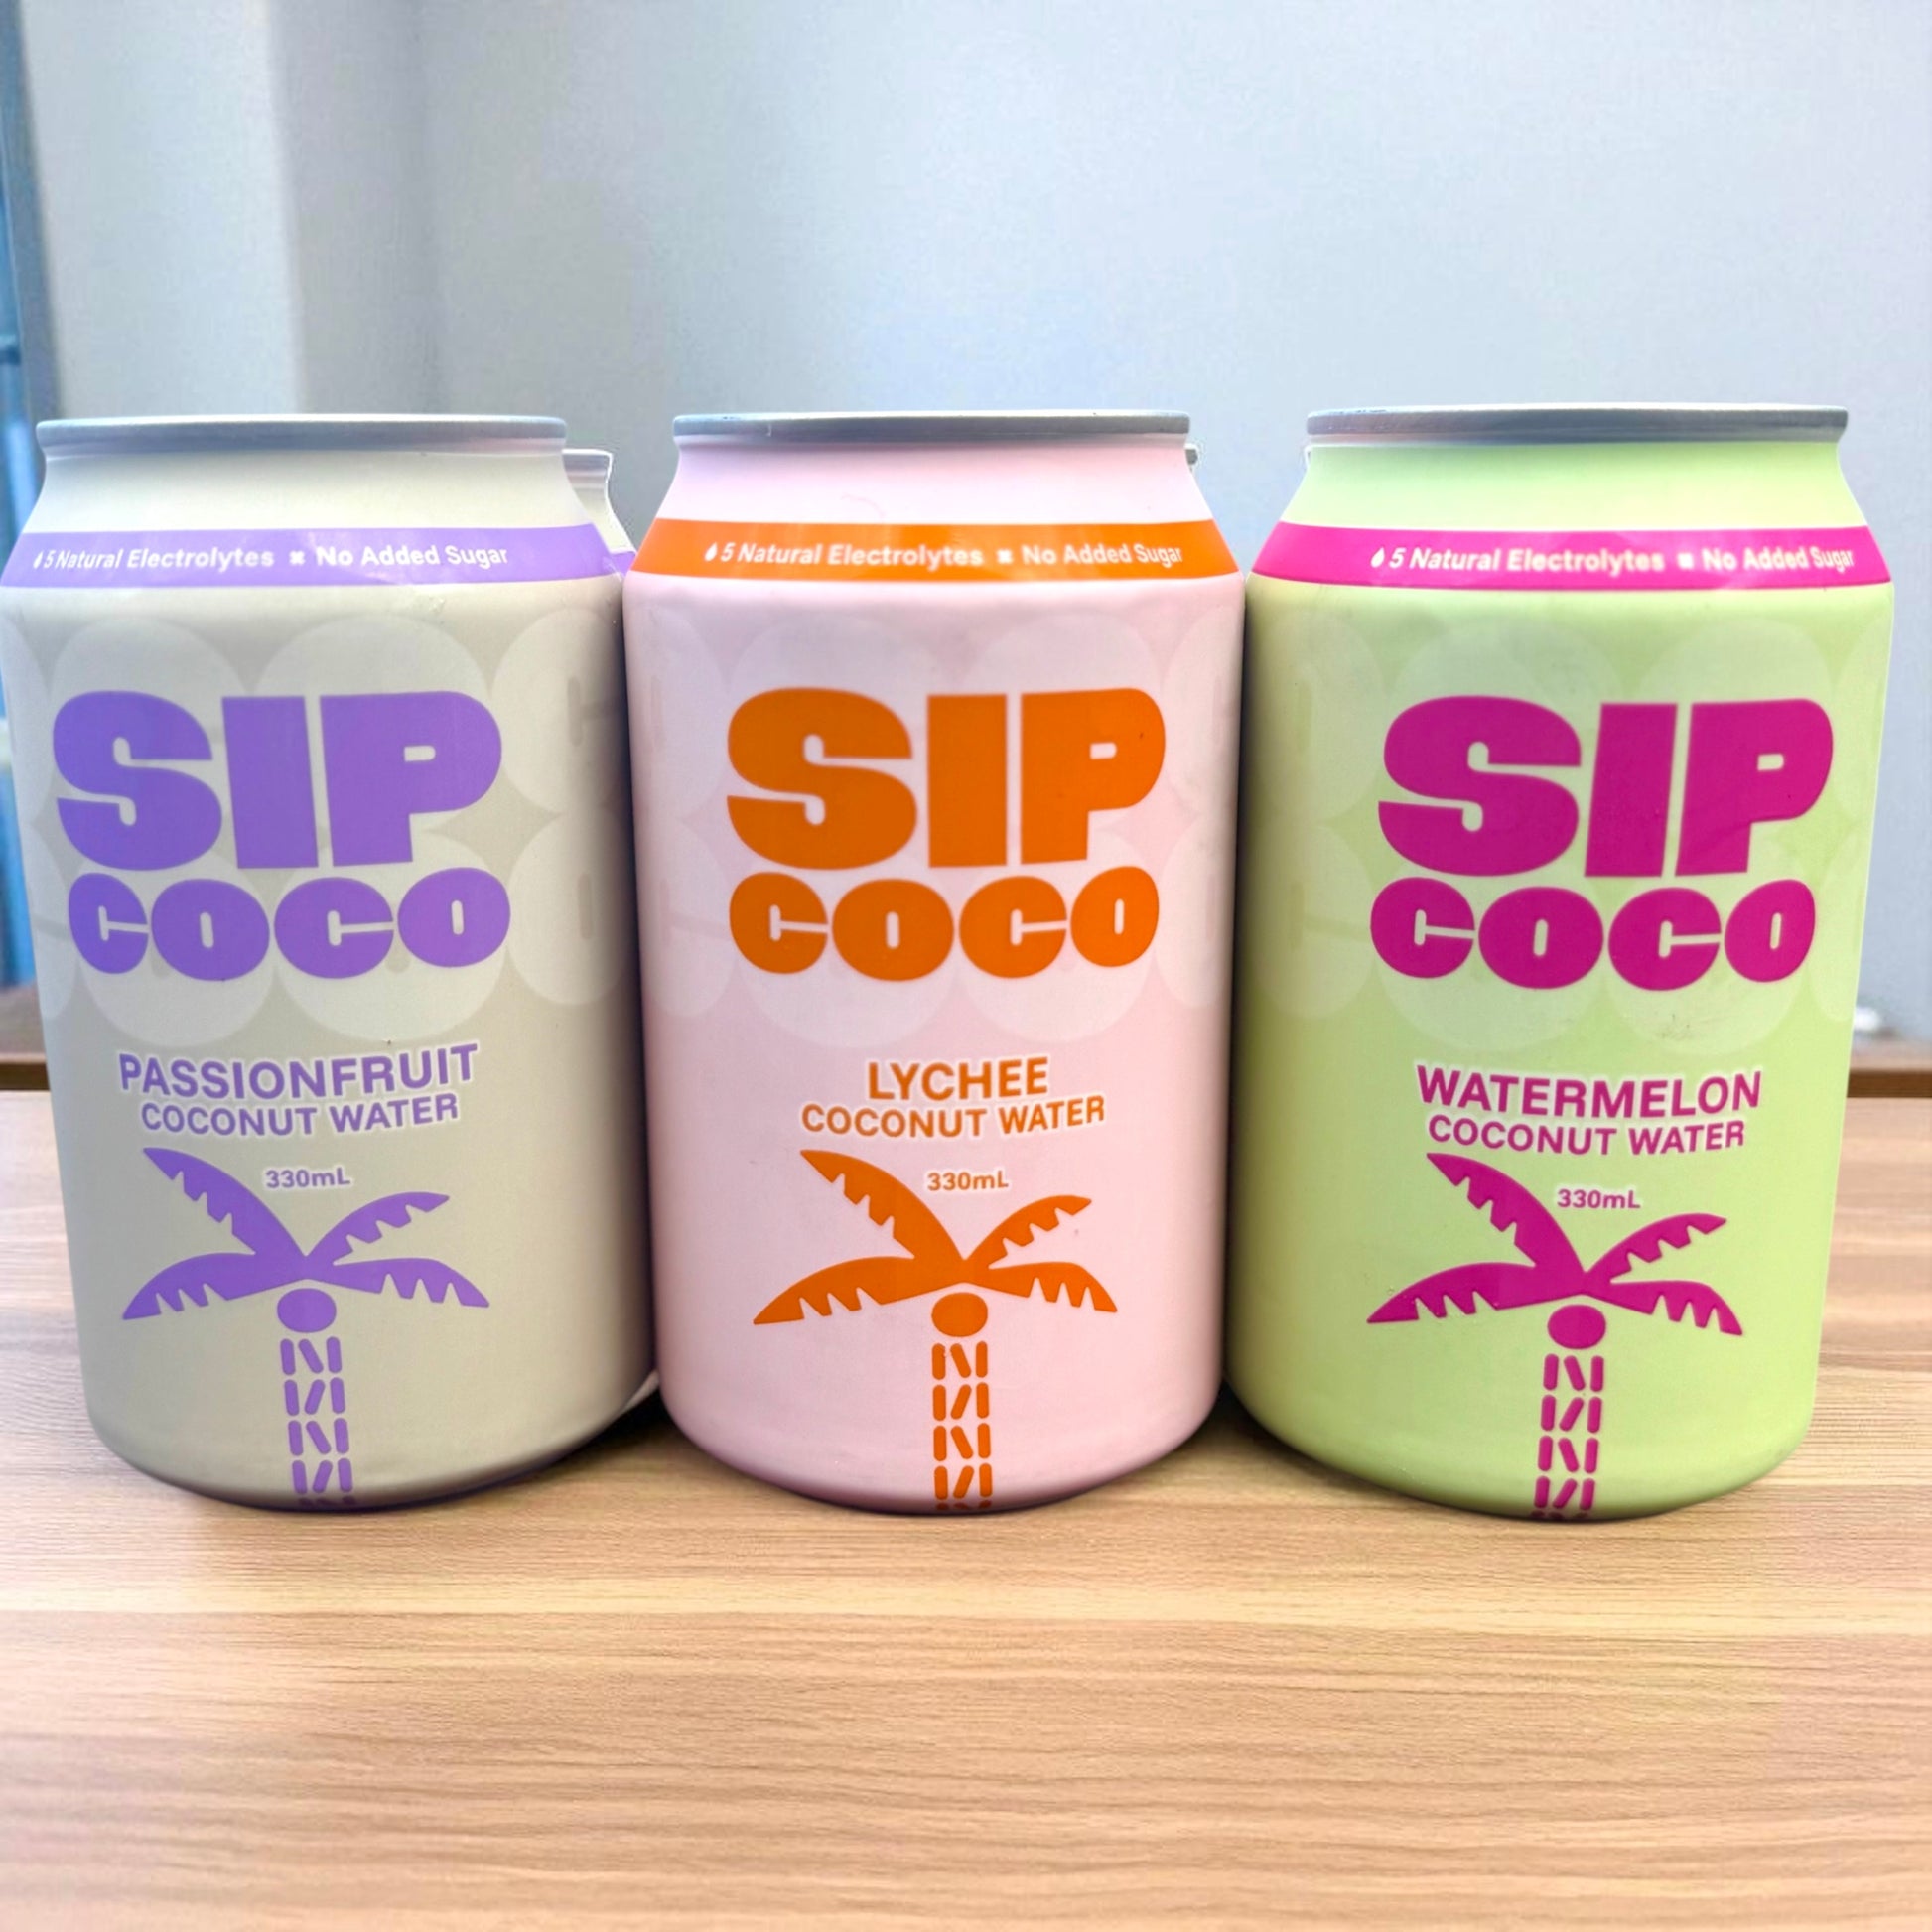 5 Natural Electrolytes No Added Sugar
SIP
COCO
PASSIONFRUIT
COCONUT WATER
330mL
5 Natural Electrolytes No Added Sugar
SIP
COCO
LYCHEE
COCONUT WATER
330mL
5 Natural Electrolytes No Added Sugar
SIP
COCO
WATERMELON
COCONUT WATER
330mL